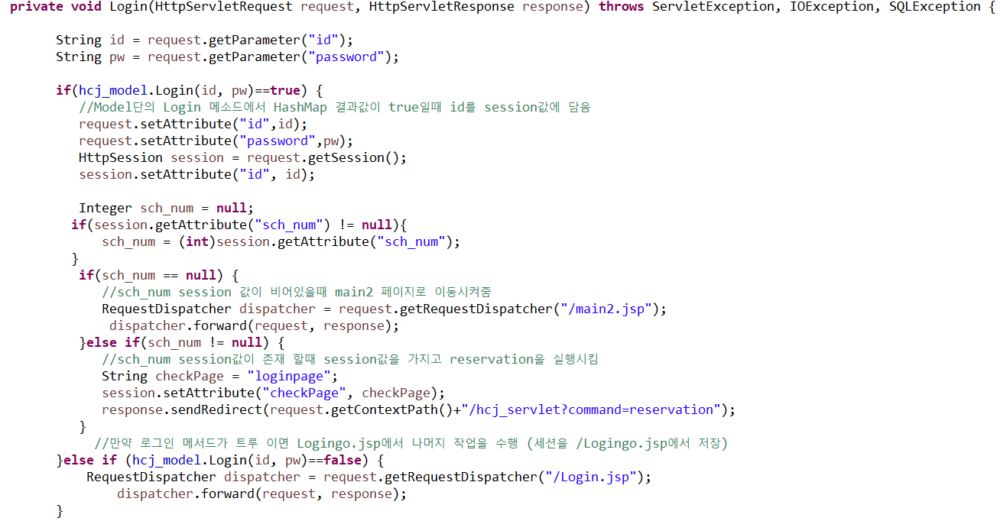 private void Login(HttpServletRequest request, HttpServletResponse response) throws ServletException, IOException, SQLException {
String id = request.getParameter("id");
String pw = request.getParameter("password");
if(hcj_model.Login(id, pw)==true) {
//Model단의 Login 메소드에서 HashMap 결과값이 true일때 id를 session값에 담음
request.setAttribute("id",id);
request.setAttribute("password",pw);
HttpSession session = request.getSession();
session.setAttribute("id", id);
Integer sch_num = null;
if(session.getAttribute("sch_num") != null){
sch_num = (int)session.getAttribute("sch_num");
}
if(sch_num == null) {
//sch_num session 값이 비어있을때 main2 페이지로 이동시켜줌
RequestDispatcher dispatcher = request.getRequestDispatcher("/main2.jsp");
dispatcher.forward(request, response);
}else if(sch_num != null) {
//sch_num session값이 존재 할때 session값을 가지고 reservation을 실행시킴
String checkPage = "loginpage";
session.setAttribute("checkPage", checkPage);
response.sendRedirect(request.getContextPath()+"/hcj_servlet?command=reservation");
}
//만약 로그인 메서드가 트루 이면 Logingo.jsp에서 나머지 작업을 수행 (세션을 /Logingo.jsp에서 저장)
}else if (hcj_model.Login(id, pw)==false) {
RequestDispatcher dispatcher = request.getRequestDispatcher("/Login.jsp");
dispatcher.forward(request, response);
}